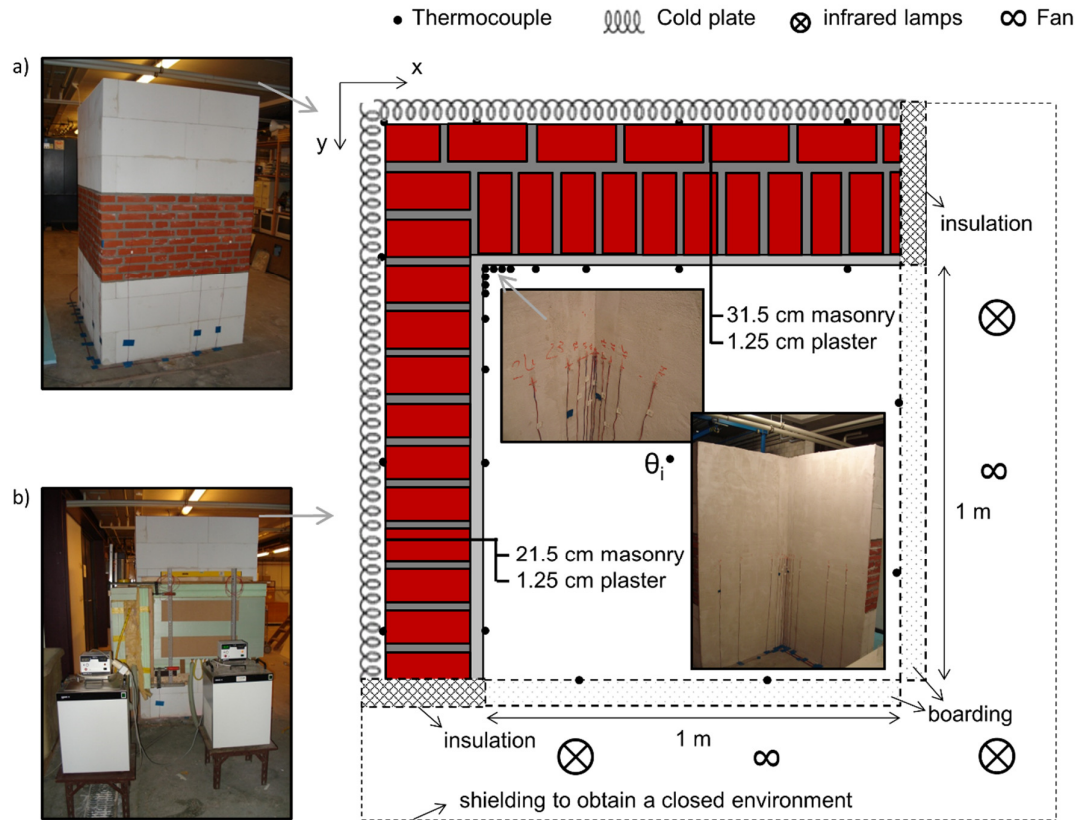 Thermocouple
Cold plate
infrared lamps
∞ Fan
a)
x
y
insulation
31.5 cm masonry
1.25 cm plaster
θi
1 m
b)
21.5 cm masonry
1.25 cm plaster
insulation
1 m
boarding
shielding to obtain a closed environment